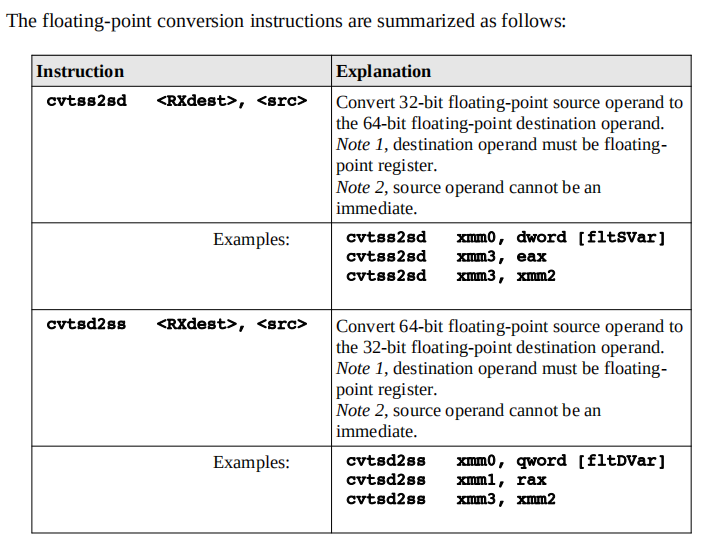 The floating-point conversion instructions are summarized as follows:
Instruction Explanation
cvtss2sd <RXdest>, <src> Convert 32-bit floating-point source operand to
the 64-bit floating-point destination operand.
Note 1, destination operand must be floating-
point register.
Note 2, source operand cannot be an
immediate.
Examples: cvtss2sd xmm0, dword [fltSVar]
cvtss2sd xmm3, eax
cvtss2sd xmm3, xmm2
cvtsd2ss <RXdest>, <src> Convert 64-bit floating-point source operand to
the 32-bit floating-point destination operand.
Note 1, destination operand must be floating-
point register.
Note 2, source operand cannot be an
immediate.
Examples: cvtsd2ss xmm0, qword [fltDVar]
cvtsd2ss xmm1, rax
cvtsd2ss xmm3, xmm2